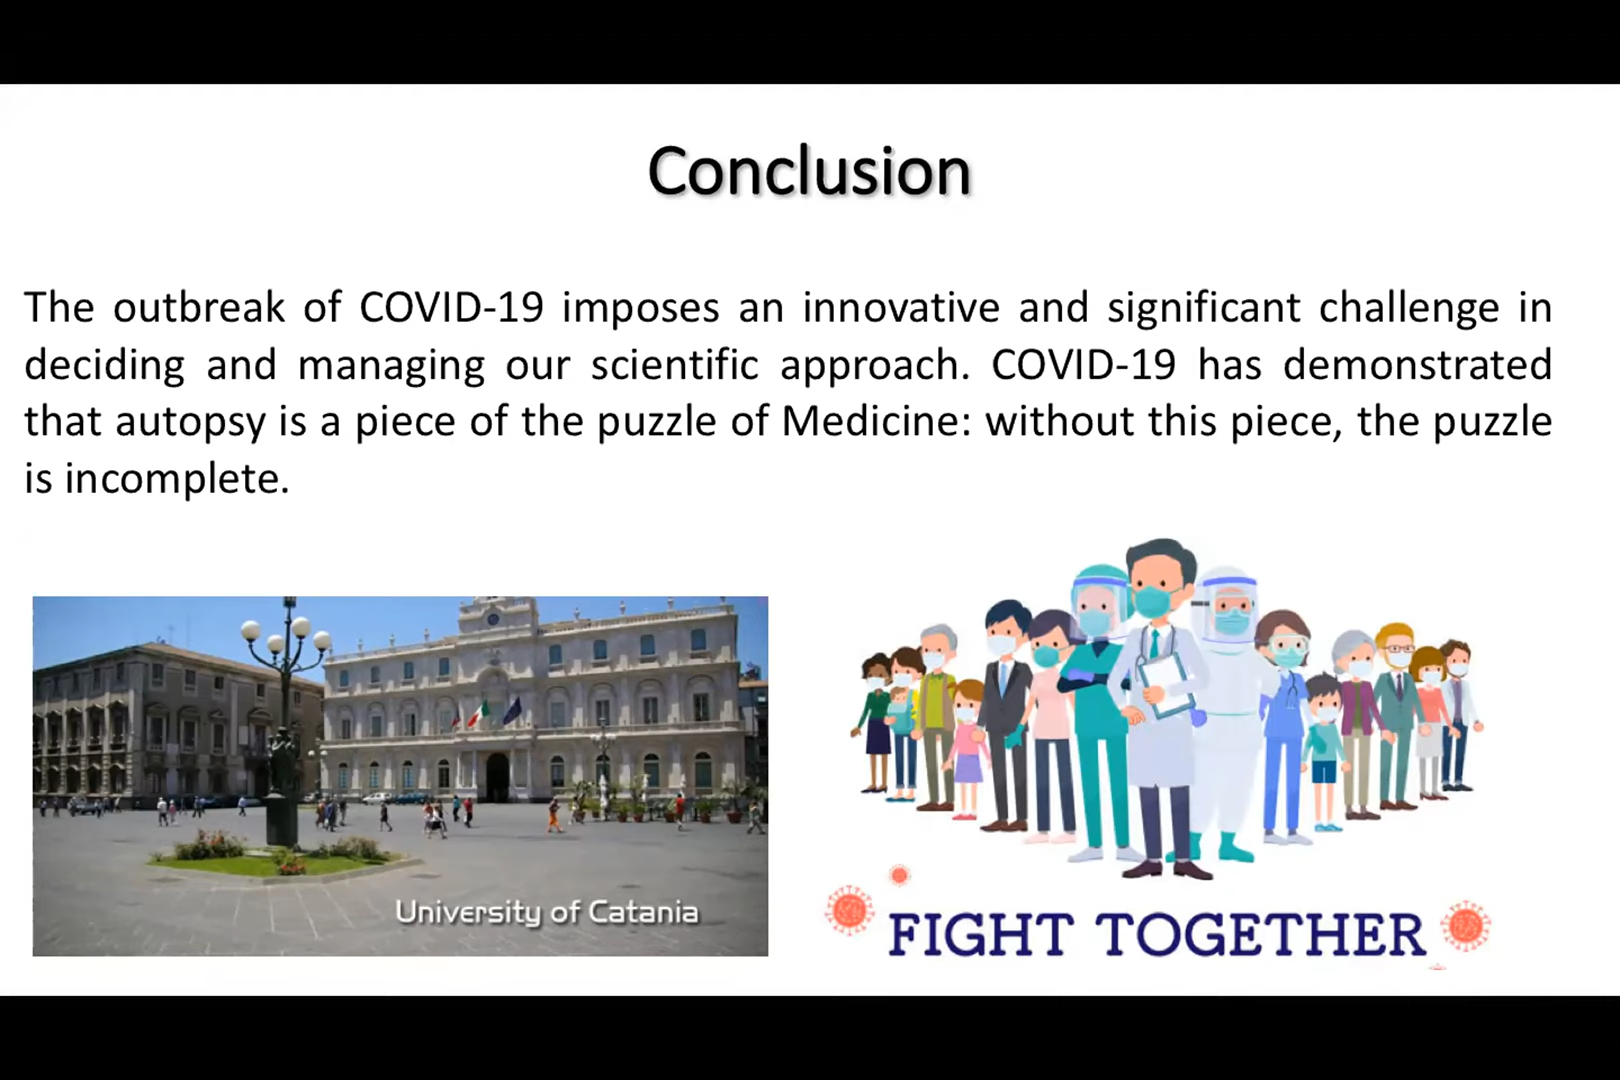 Conclusion
The outbreak of COVID-19 imposes an innovative and significant challenge in
deciding and managing our scientific approach. COVID-19 has demonstrated
that autopsy is a piece of the puzzle of Medicine: without this piece, the puzzle
is incomplete.
University of Catania
FIGHT TOGETHER